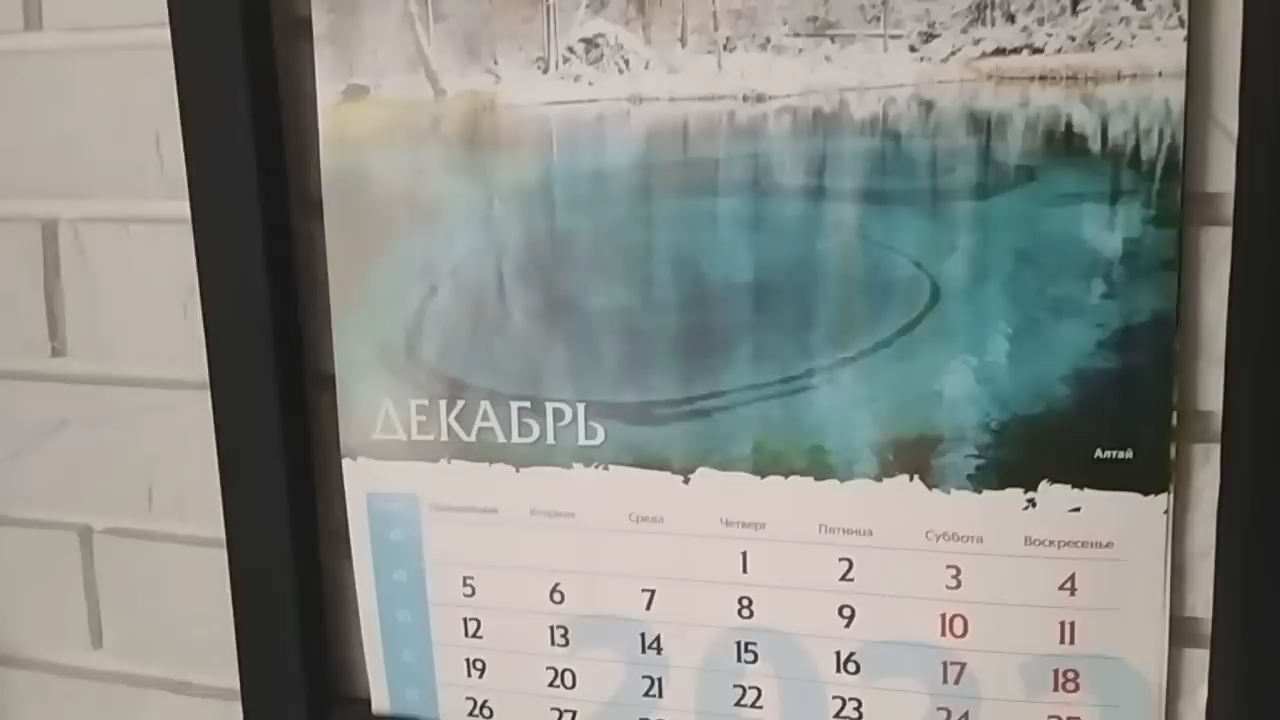 ДЕКАБРЬ
Алтай
Вторник Среда Четверг Пятница Суббота Воскресенье
1 2 3 4
5 6 7 8 9 10 11
12 13 14 15 16 17 18
19 20 21 22 23
26 27